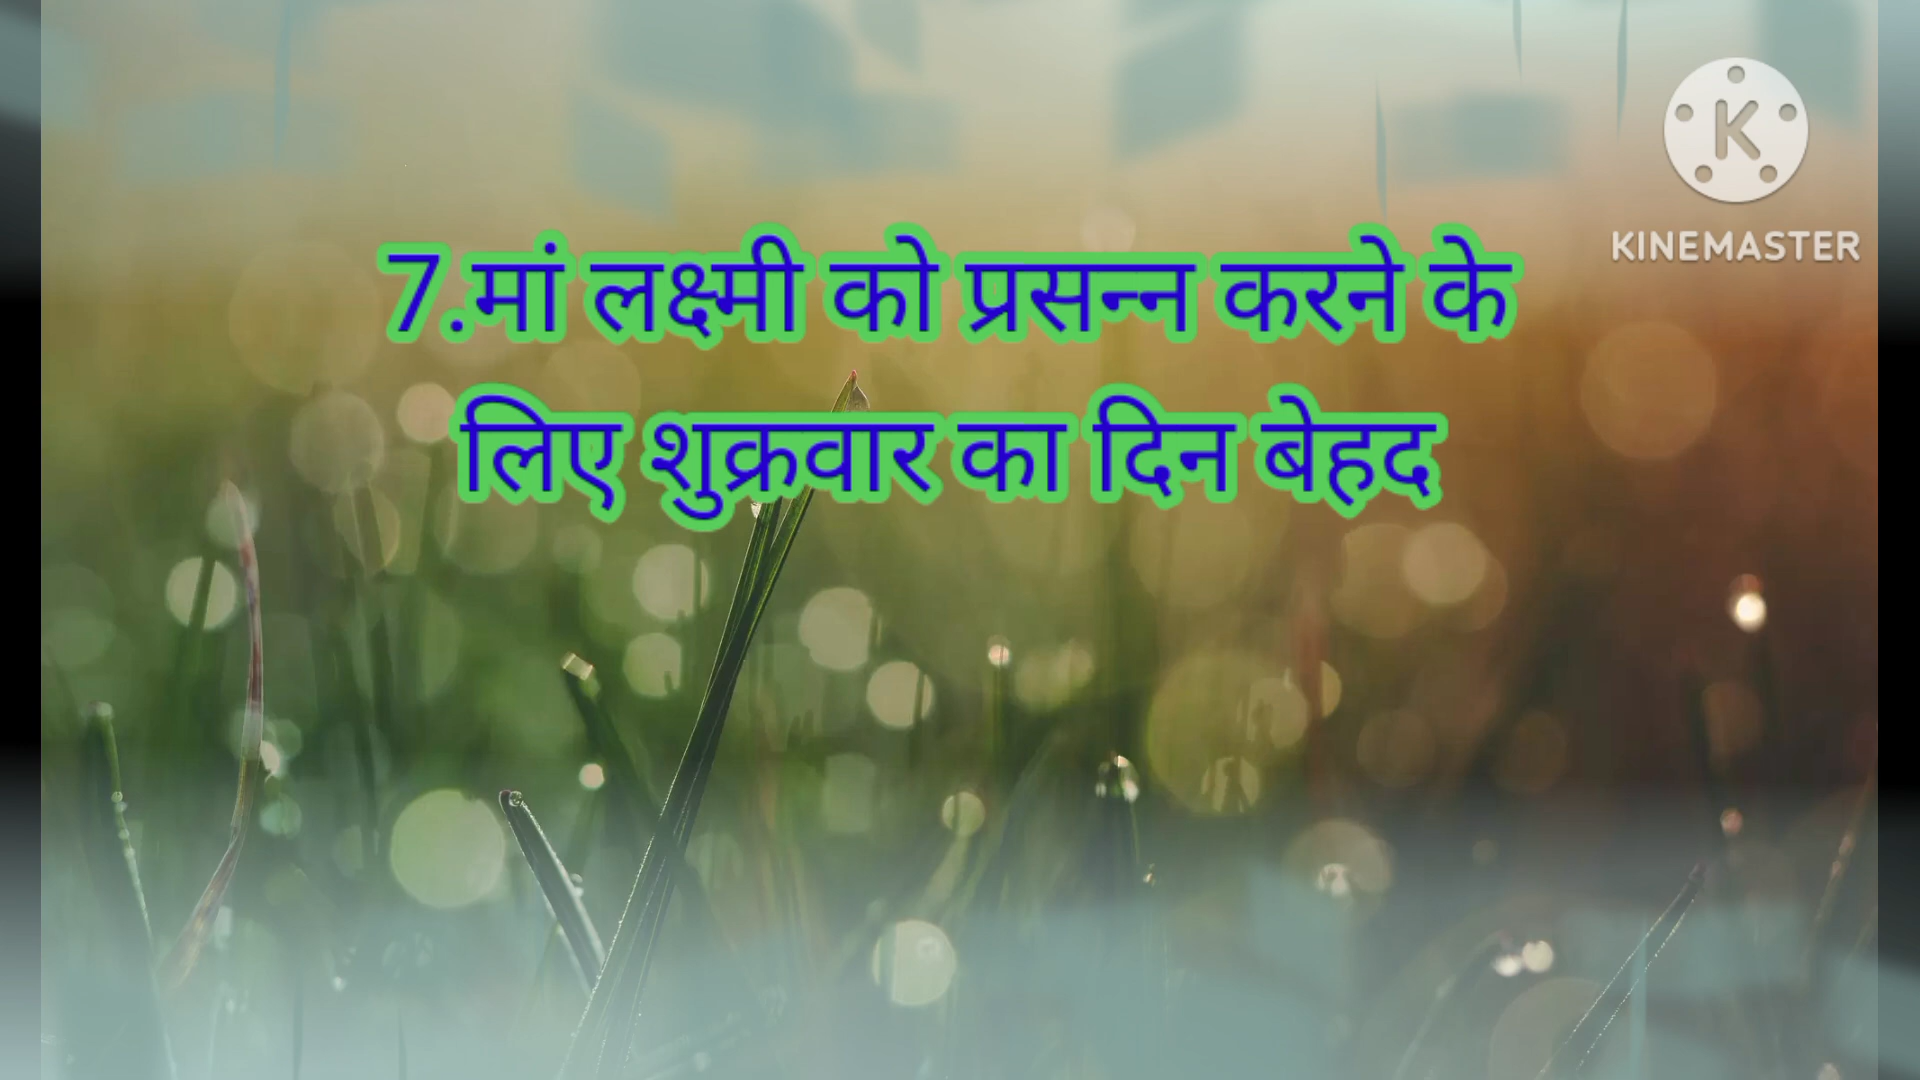 KINEMASTER
7.मां लक्ष्मी को प्रसन्न करने के
लिए शुक्रवार का दिन बेहद